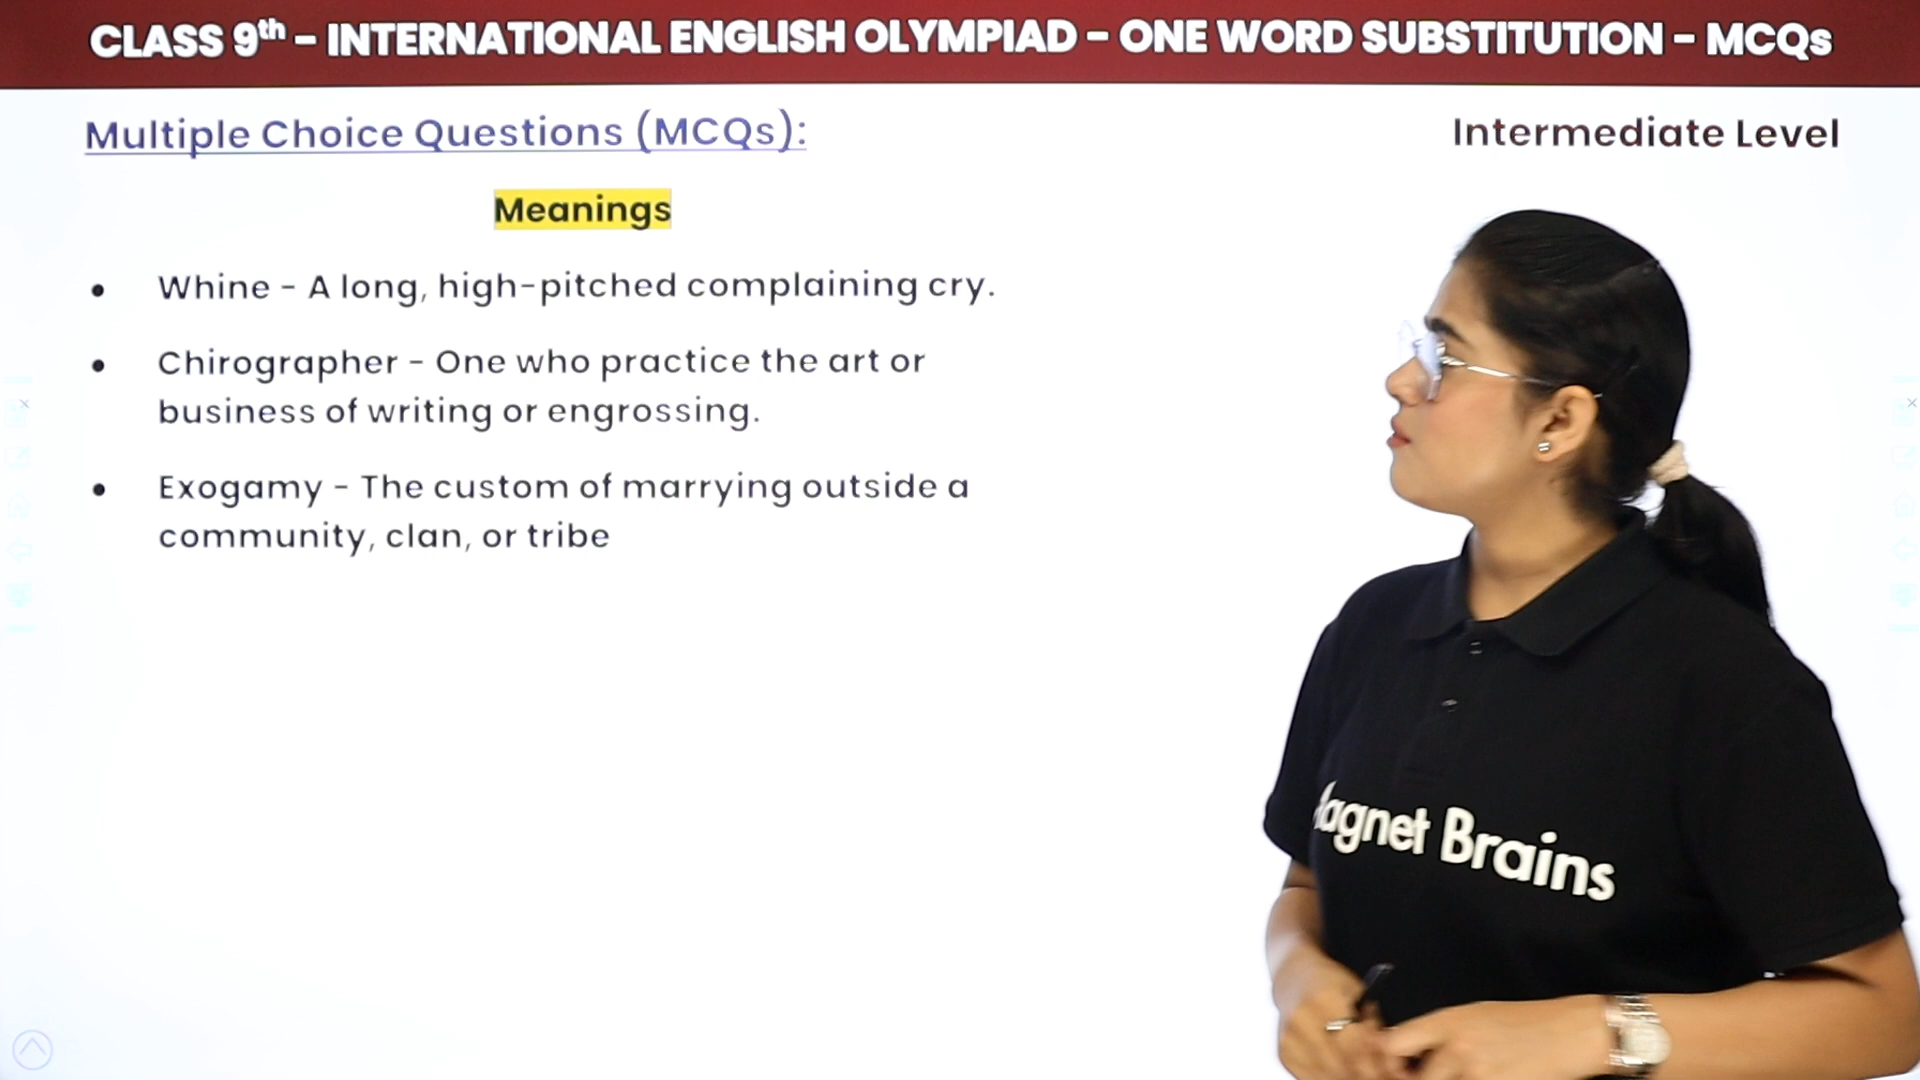 CLASS 9th - INTERNATIONAL ENGLISH OLYMPIAD - ONE WORD SUBSTITUTION - MCQs
Multiple Choice Questions (MCQs):
Intermediate Level
Meanings
• Whine - A long, high-pitched complaining cry.
• Chirographer - One who practice the art or
business of writing or engrossing.
• Exogamy - The custom of marrying outside a
community, clan, or tribe
agnet Brains